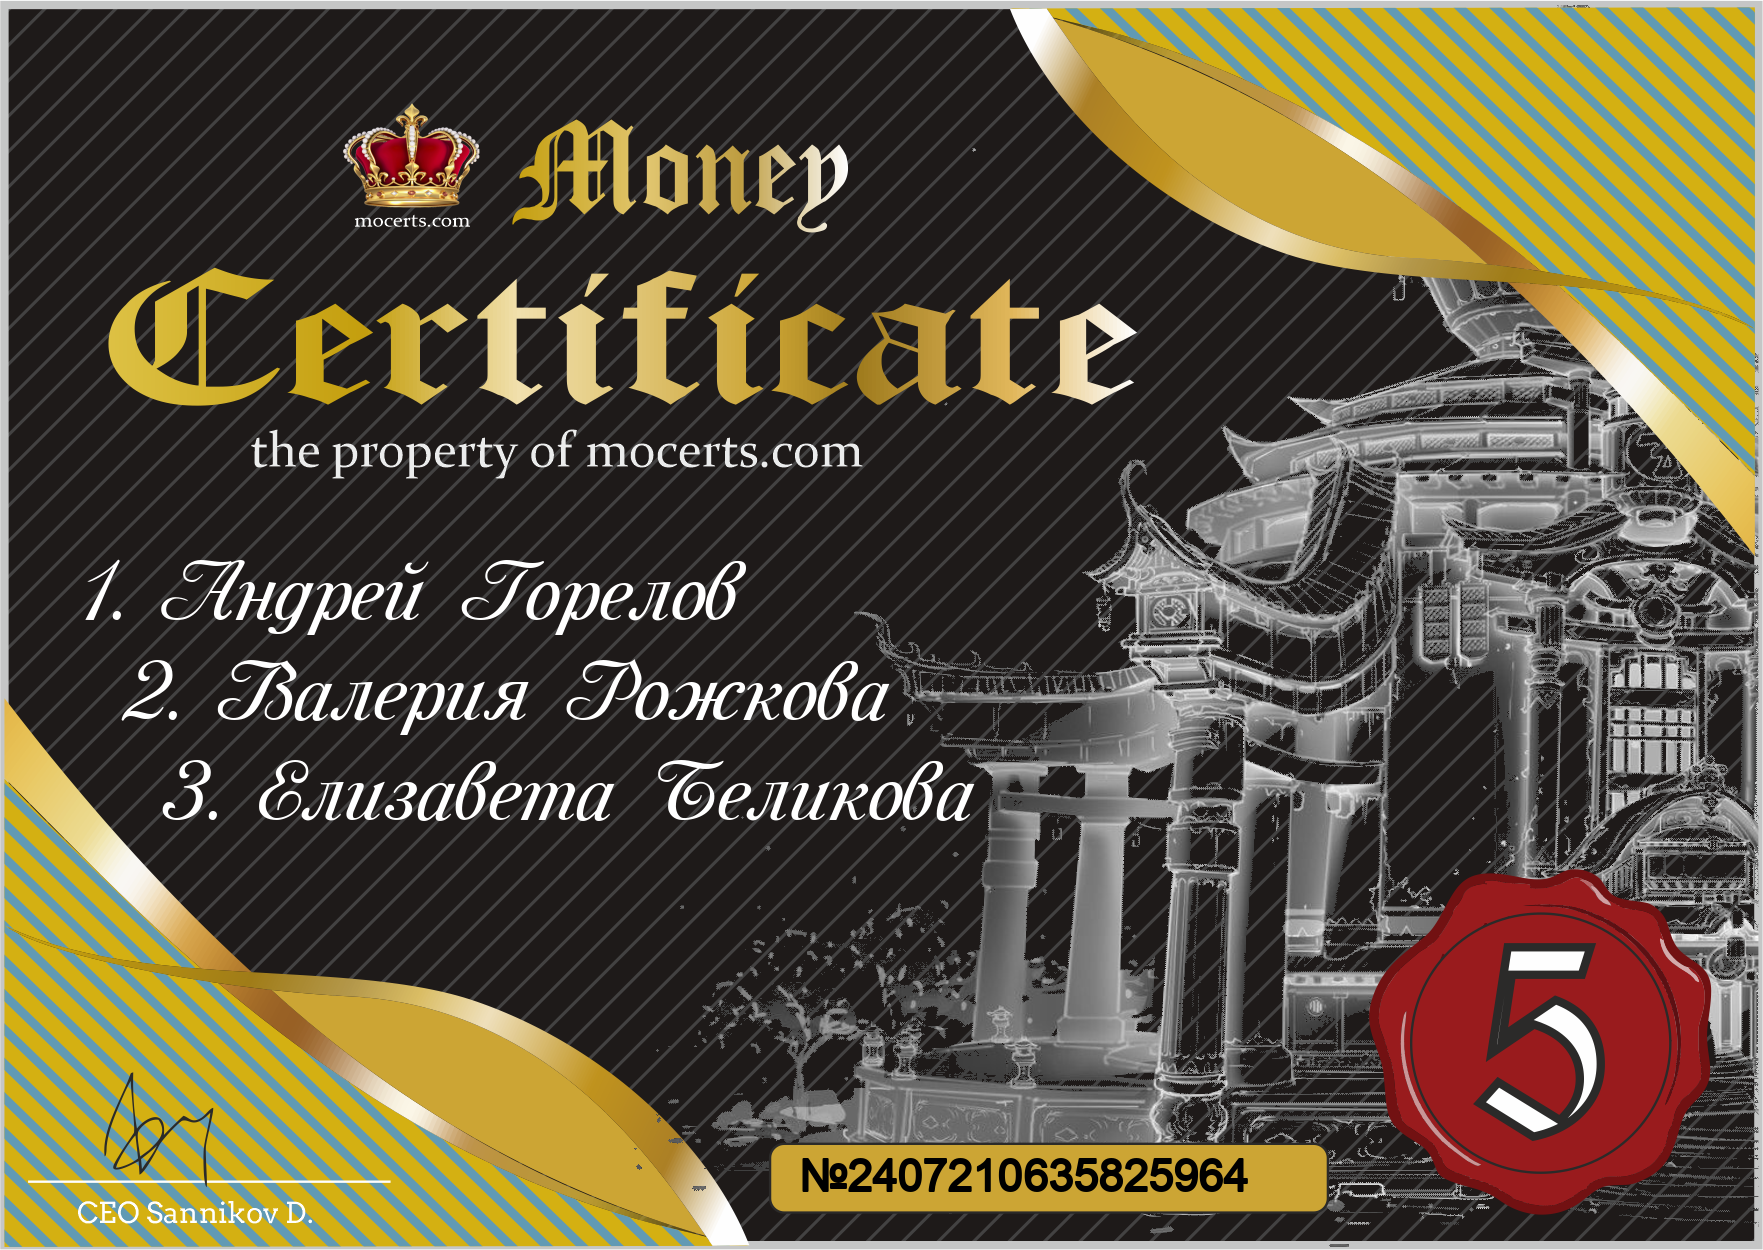 mocerts.com
Money
Certificate
the property of mocerts.com
1. Андрей Горелов
2. Валерия Рожкова
3. Елизавета Беликова
5
№2407210635825964
CEO Sannikov D.